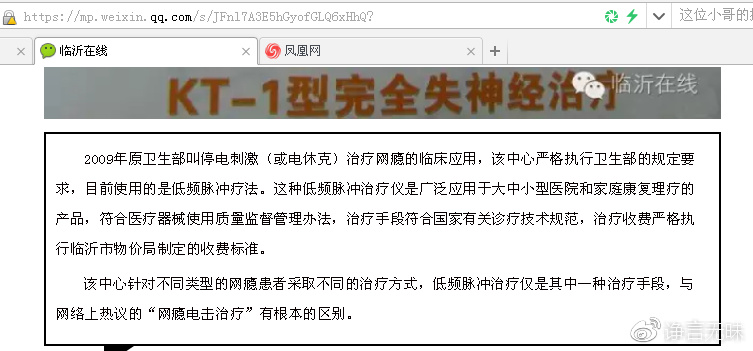 https://mp.weixin.qq.com/s/JFnl7A3E5hGyofGLQ6xHhQ?
这位小哥的
临沂在线
凤凰网
KT-1型完全失神经治疗
临沂在线
2009年原卫生部叫停电刺激（或电休克）治疗网瘾的临床应用，该中心严格执行卫生部的规定要
求，目前使用的是低频脉冲疗法。这种低频脉冲治疗仪是广泛应用于大中小型医院和家庭康复理疗的
产品，符合医疗器械使用质量监督管理办法，治疗手段符合国家有关诊疗技术规范，治疗收费严格执
行临沂市物价局制定的收费标准。
该中心针对不同类型的网瘾患者采取不同的治疗方式，低频脉冲治疗仅是其中一种治疗手段，与
网络上热议的“网瘾电击治疗”有根本的区别。